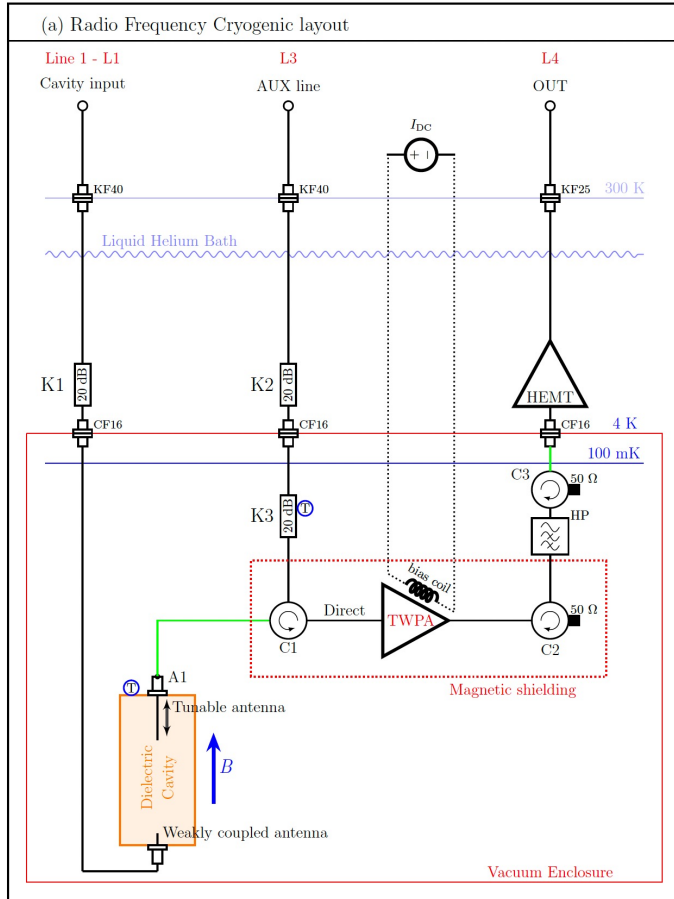 (a) Radio Frequency Cryogenic layout
Line 1 - L1
L3
L4
Cavity input
AUX line
OUT
I_DC
+ −
KF40
KF40
KF25
300 K
Liquid Helium Bath
K1
20 dB
K2
20 dB
HEMT
CF16
CF16
CF16
4 K
100 mK
C3
50 Ω
K3
20 dB
T
HP
bias coil
Direct
TWPA
50 Ω
C1
C2
Magnetic shielding
T
A1
Tunable antenna
Dielectric
Cavity
B
Weakly coupled antenna
Vacuum Enclosure